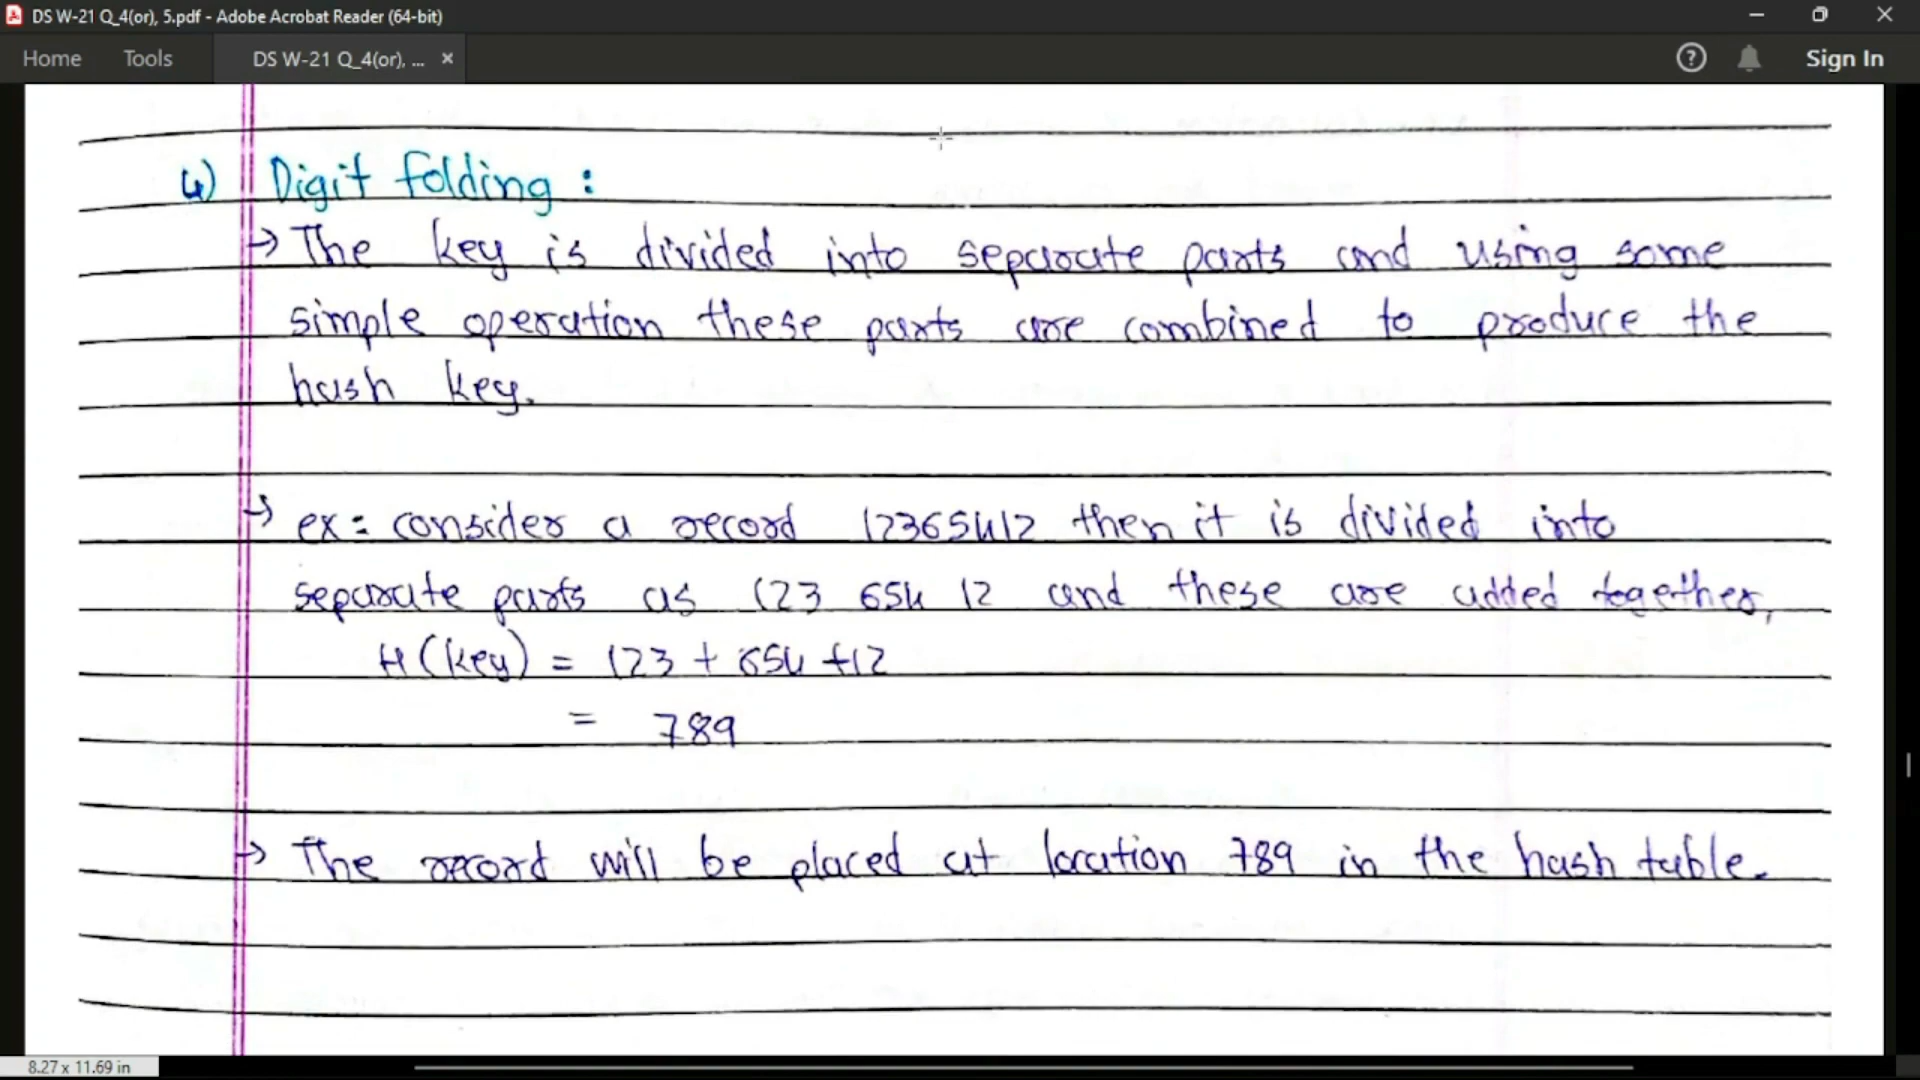 DS W-21 Q_4(or), 5.pdf - Adobe Acrobat Reader (64-bit)
Home Tools DS W-21 Q_4(or), ... × Sign In
4) Digit folding :
→ The key is divided into separate parts and using some
simple operation these parts are combined to produce the
hash key.
→ ex = consider a record 12365412 then it is divided into
separate parts as 123 654 12 and these are added together,
H(key) = 123 + 654 +12
= 789
→ The record will be placed at location 789 in the hash table.
8.27 x 11.69 in